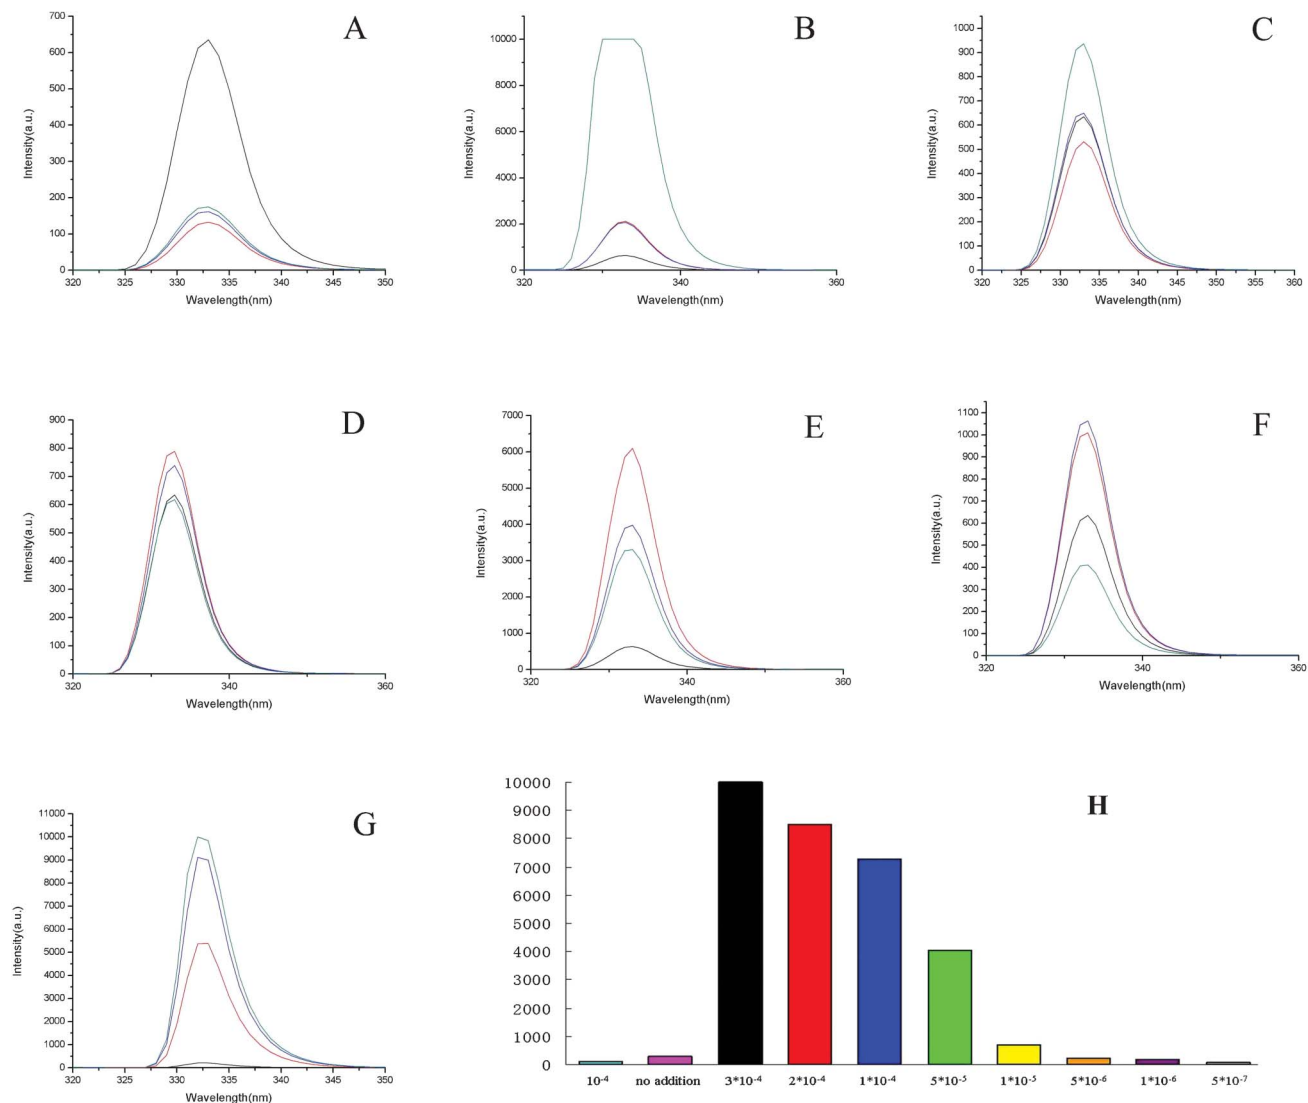 A
700
600
500
400
300
200
100
0
Intensity(a.u.)
320 325 330 335 340 345 350
Wavelength(nm)
B
10000
8000
6000
4000
2000
0
Intensity(a.u.)
320 340 360
Wavelength(nm)
C
1000
900
800
700
600
500
400
300
200
100
0
Intensity(a.u.)
320 325 330 335 340 345 350 355 360
Wavelength(nm)
D
900
800
700
600
500
400
300
200
100
0
Intensity(a.u.)
320 340 360
Wavelength(nm)
E
7000
6000
5000
4000
3000
2000
1000
0
Intensity(a.u.)
320 340 360
Wavelength(nm)
F
1100
1000
900
800
700
600
500
400
300
200
100
0
Intensity(a.u.)
320 340 360
Wavelength(nm)
G
11000
10000
9000
8000
7000
6000
5000
4000
3000
2000
1000
0
Intensity(a.u.)
320 325 330 335 340 345 350
Wavelength(nm)
H
10000
9000
8000
7000
6000
5000
4000
3000
2000
1000
0
10⁻⁴ no addition 3*10⁻⁴ 2*10⁻⁴ 1*10⁻⁴ 5*10⁻⁵ 1*10⁻⁵ 5*10⁻⁶ 1*10⁻⁶ 5*10⁻⁷